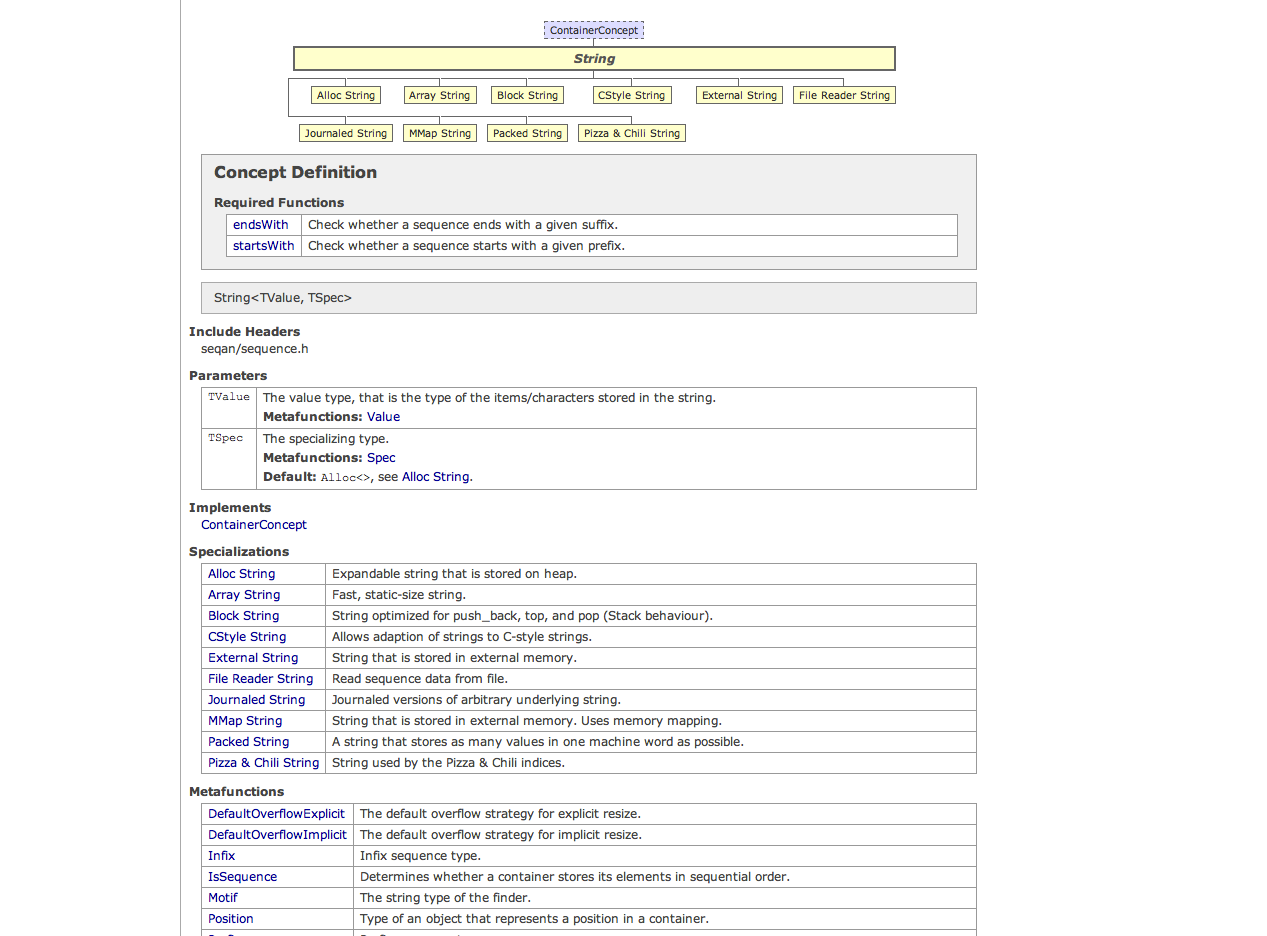 ContainerConcept
String
Alloc String Array String Block String CStyle String External String File Reader String
Journaled String MMap String Packed String Pizza & Chili String
Concept Definition
Required Functions
endsWith Check whether a sequence ends with a given suffix.
startsWith Check whether a sequence starts with a given prefix.
String<TValue, TSpec>
Include Headers
seqan/sequence.h
Parameters
TValue The value type, that is the type of the items/characters stored in the string.
Metafunctions: Value
TSpec The specializing type.
Metafunctions: Spec
Default: Alloc<>, see Alloc String.
Implements
ContainerConcept
Specializations
Alloc String Expandable string that is stored on heap.
Array String Fast, static-size string.
Block String String optimized for push_back, top, and pop (Stack behaviour).
CStyle String Allows adaption of strings to C-style strings.
External String String that is stored in external memory.
File Reader String Read sequence data from file.
Journaled String Journaled versions of arbitrary underlying string.
MMap String String that is stored in external memory. Uses memory mapping.
Packed String A string that stores as many values in one machine word as possible.
Pizza & Chili String String used by the Pizza & Chili indices.
Metafunctions
DefaultOverflowExplicit The default overflow strategy for explicit resize.
DefaultOverflowImplicit The default overflow strategy for implicit resize.
Infix Infix sequence type.
IsSequence Determines whether a container stores its elements in sequential order.
Motif The string type of the finder.
Position Type of an object that represents a position in a container.